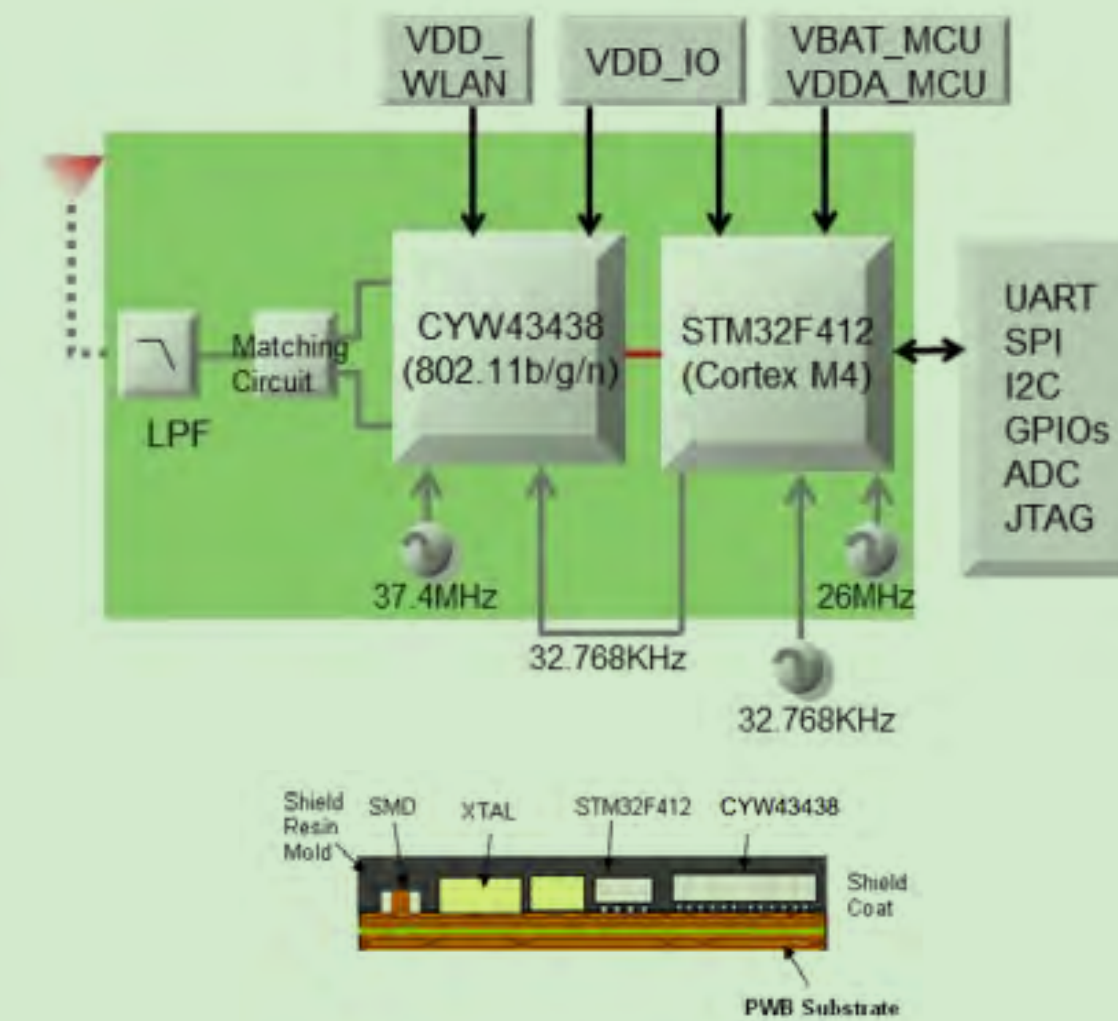 VDD_
WLAN
VDD_IO
VBAT_MCU
VDDA_MCU
CYW43438
(802.11b/g/n)
STM32F412
(Cortex M4)
Matching
Circuit
LPF
UART
SPI
I2C
GPIOs
ADC
JTAG
37.4MHz
26MHz
32.768KHz
32.768KHz
Shield
Resin
Mold
SMD
XTAL
STM32F412
CYW43438
Shield
Coat
PWB Substrate